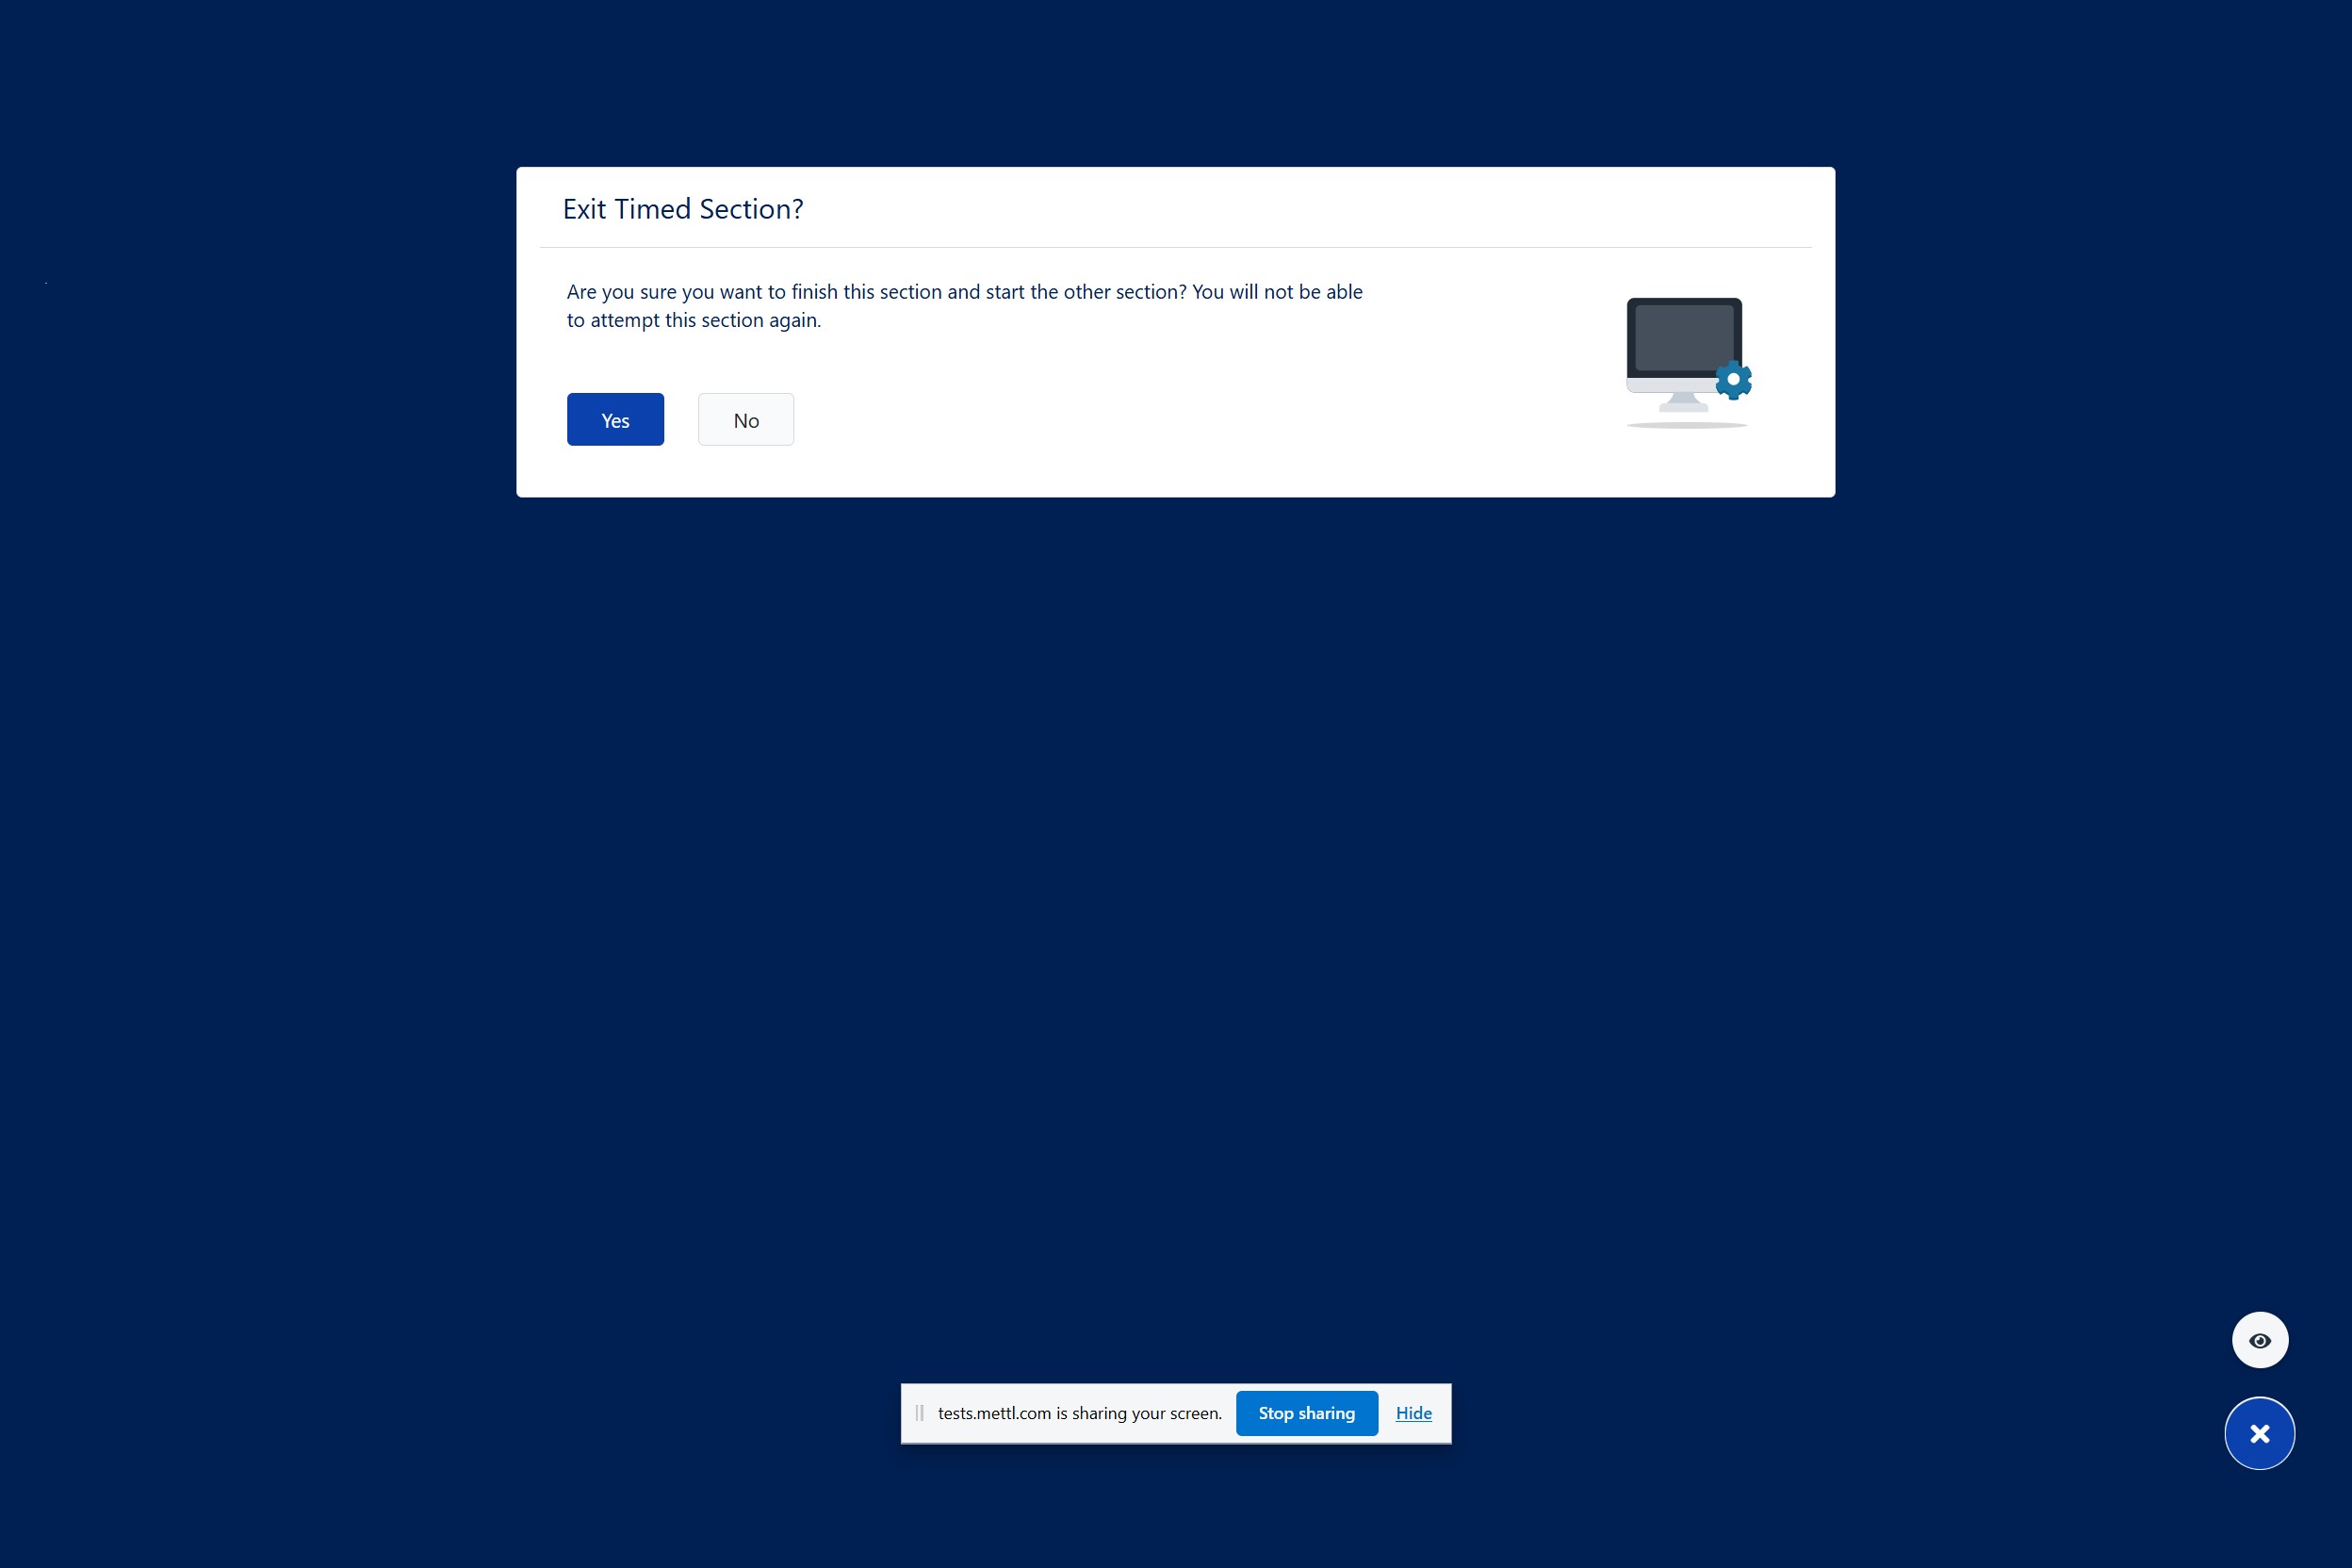 Exit Timed Section?
Are you sure you want to finish this section and start the other section? You will not be able
to attempt this section again.
Yes
No
tests.mettl.com is sharing your screen.
Stop sharing
Hide